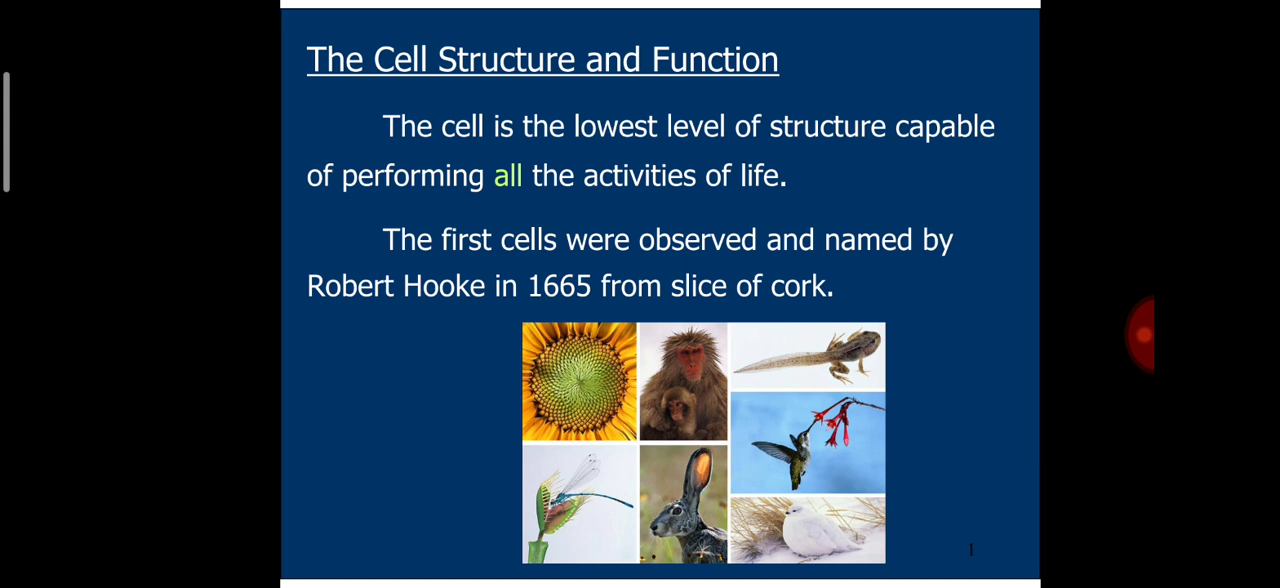 The Cell Structure and Function
The cell is the lowest level of structure capable
of performing all the activities of life.
The first cells were observed and named by
Robert Hooke in 1665 from slice of cork.
1